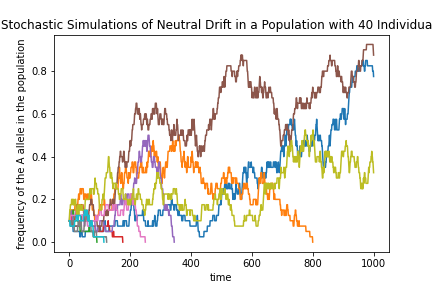 Stochastic Simulations of Neutral Drift in a Population with 40 Individua
frequency of the A allele in the population
0.8
0.6
0.4
0.2
0.0
0 200 400 600 800 1000
time